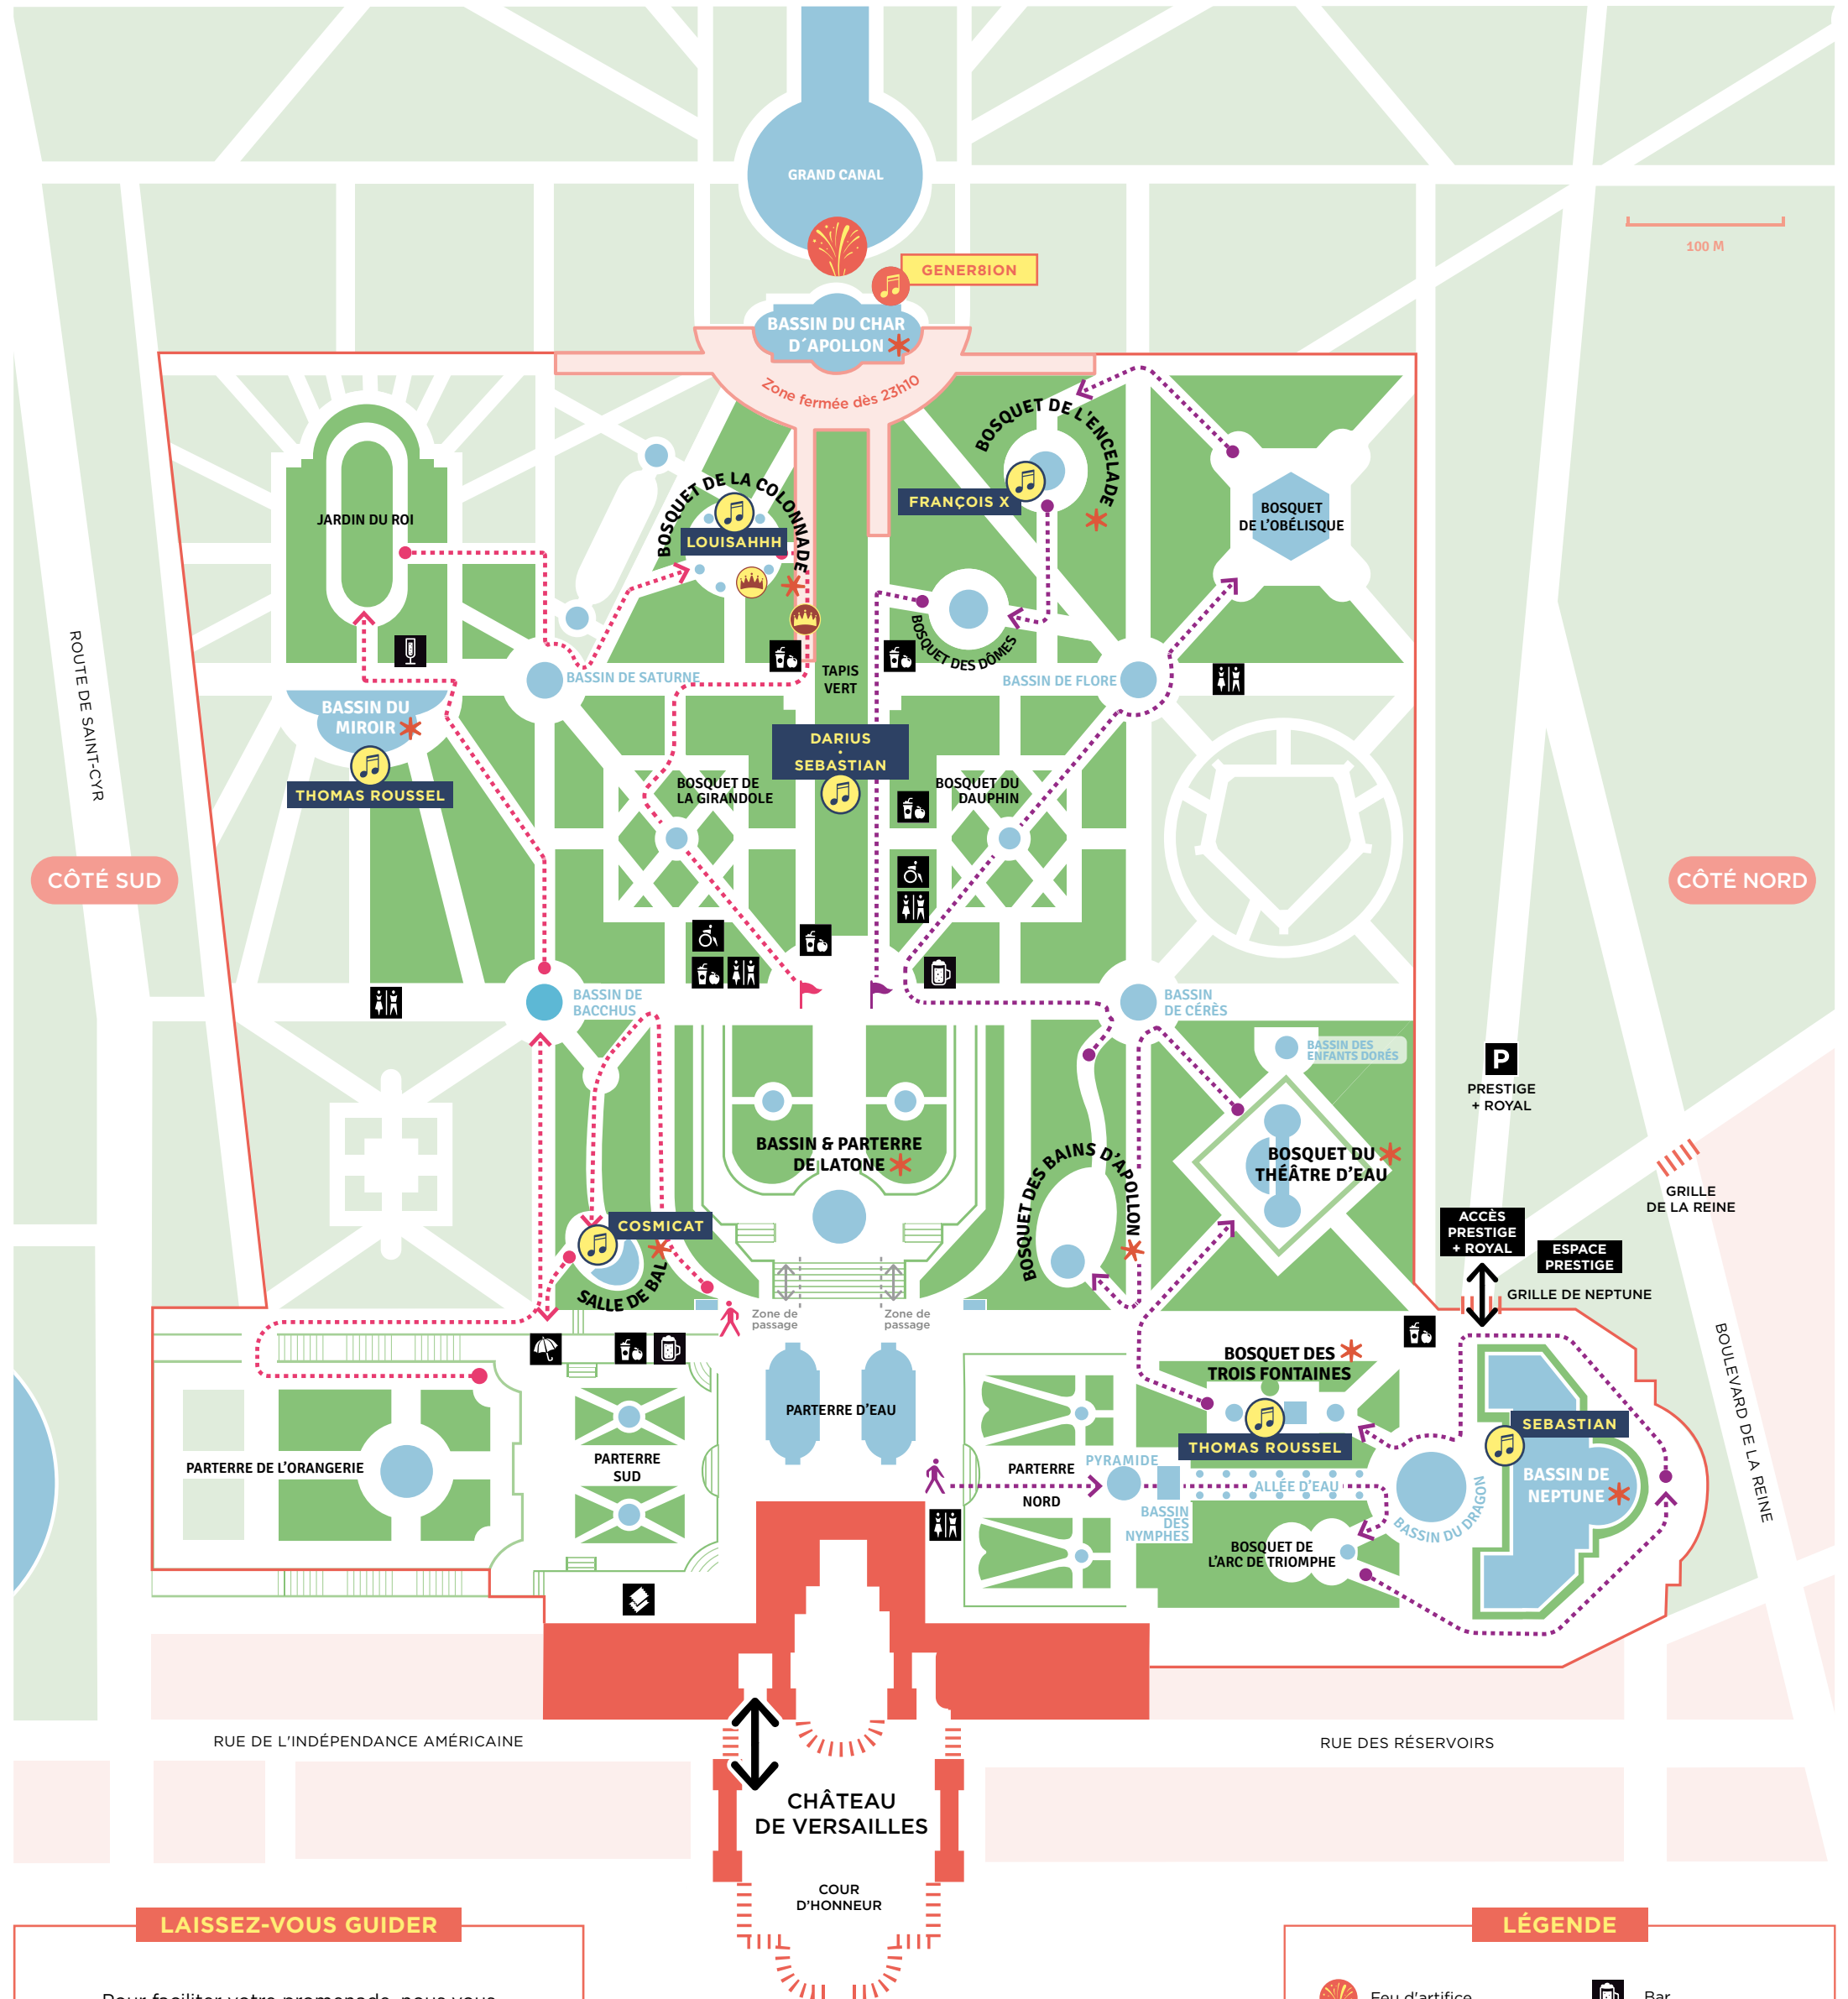 GRAND CANAL
100 M
GENER8ION
BASSIN DU CHAR
D´APOLLON
Zone fermée dès 23h10
BOSQUET DE L'ENCELADE
FRANÇOIS X
BOSQUET
DE L'OBÉLISQUE
JARDIN DU ROI
BOSQUET DE LA COLONNADE
LOUISAHHH
BOSQUET DES DÔMES
ROUTE DE SAINT-CYR
BASSIN DE SATURNE
TAPIS
VERT
BASSIN DE FLORE
BASSIN DU
MIROIR
THOMAS ROUSSEL
DARIUS
•
SEBASTIAN
BOSQUET DE
LA GIRANDOLE
BOSQUET DU
DAUPHIN
CÔTÉ SUD
CÔTÉ NORD
BASSIN DE
BACCHUS
BASSIN
DE CÉRÈS
BASSIN DES
ENFANTS DORÉS
P
PRESTIGE
+ ROYAL
BASSIN & PARTERRE
DE LATONE
BOSQUET DES BAINS D'APOLLON
BOSQUET DU
THÉÂTRE D'EAU
GRILLE
DE LA REINE
ACCÈS
PRESTIGE
+ ROYAL
ESPACE
PRESTIGE
GRILLE DE NEPTUNE
COSMICAT
SALLE DE BAL
Zone de
passage
Zone de
passage
BOULEVARD DE LA REINE
BOSQUET DES
TROIS FONTAINES
THOMAS ROUSSEL
SEBASTIAN
PARTERRE D'EAU
PARTERRE DE L'ORANGERIE
PARTERRE
SUD
PARTERRE
NORD
PYRAMIDE
BASSIN
DES
NYMPHES
ALLÉE D'EAU
BASSIN DU DRAGON
BASSIN DE
NEPTUNE
BOSQUET DE
L'ARC DE TRIOMPHE
RUE DE L'INDÉPENDANCE AMÉRICAINE
RUE DES RÉSERVOIRS
CHÂTEAU
DE VERSAILLES
COUR
D'HONNEUR
LAISSEZ-VOUS GUIDER
Pour faciliter votre promenade, nous vous
LÉGENDE
Feu d'artifice
Bar